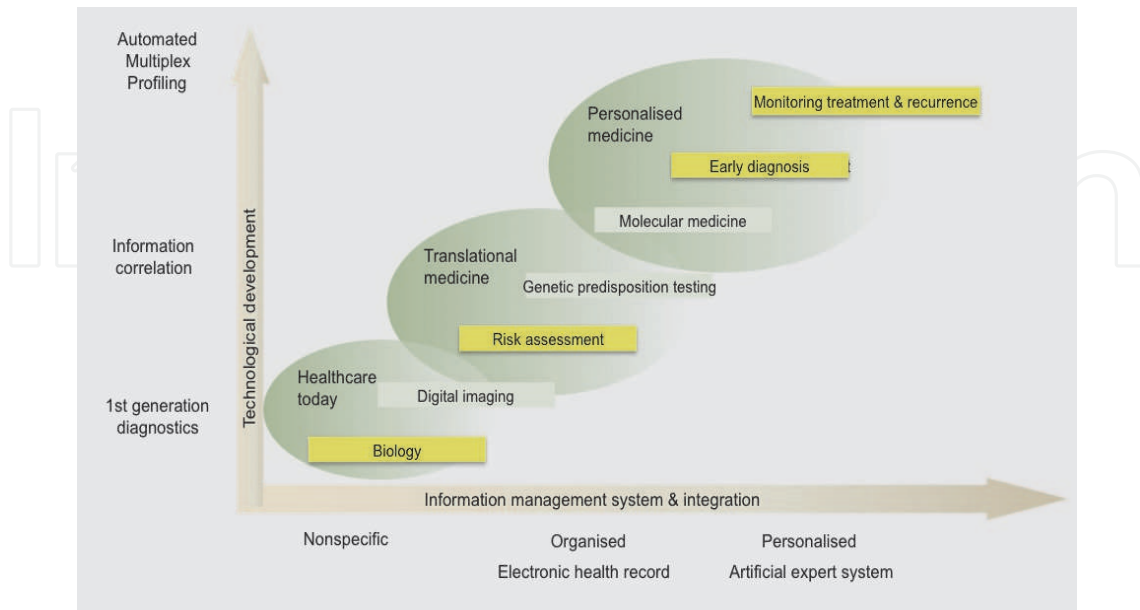 Automated
Multiplex
Profiling
Monitoring treatment & recurrence
Personalised
medicine
Early diagnosis
t
Molecular medicine
Information
correlation
Translational
medicine
Genetic predisposition testing
Technological development
Risk assessment
Healthcare
today
Digital imaging
1st generation
diagnostics
Biology
Information management system & integration
Nonspecific
Organised
Personalised
Electronic health record
Artificial expert system